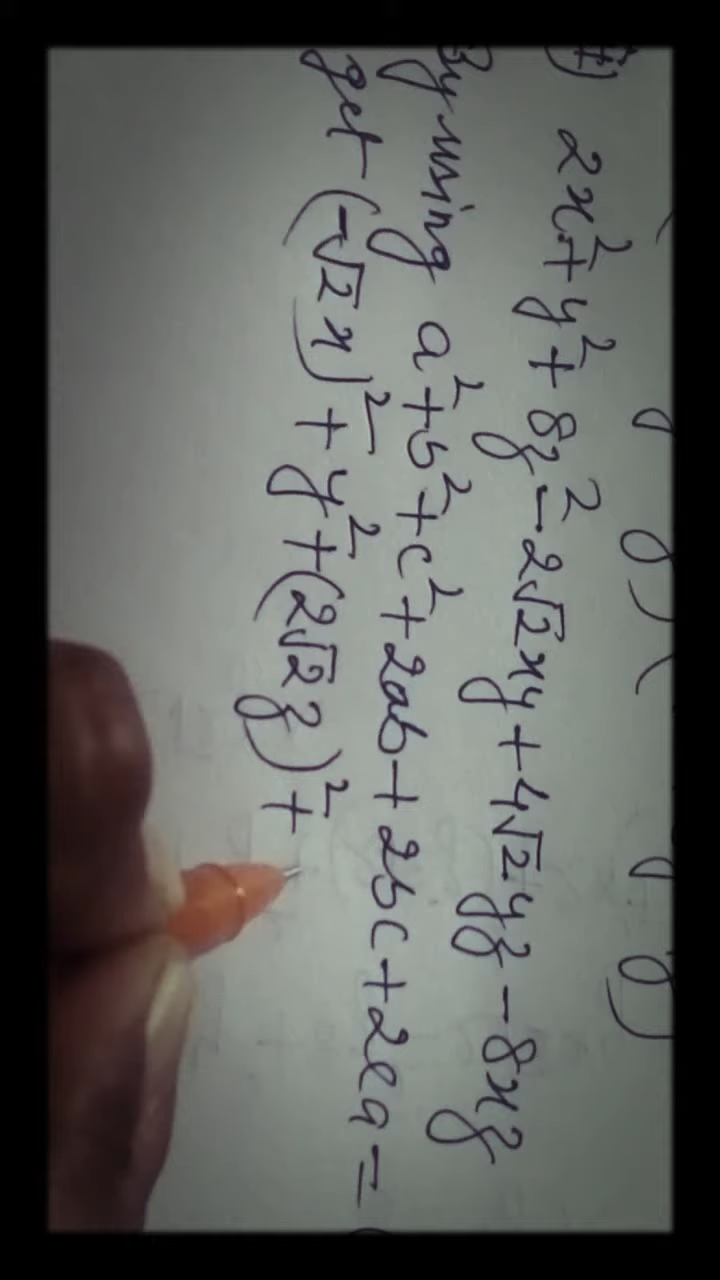 2x²+y²+8z²-2√2xy+4√2yz-8xz
By using a²+b²+c²+2ab+2bc+2ca=
get (-√2x)²+y²+(2√2z)²+